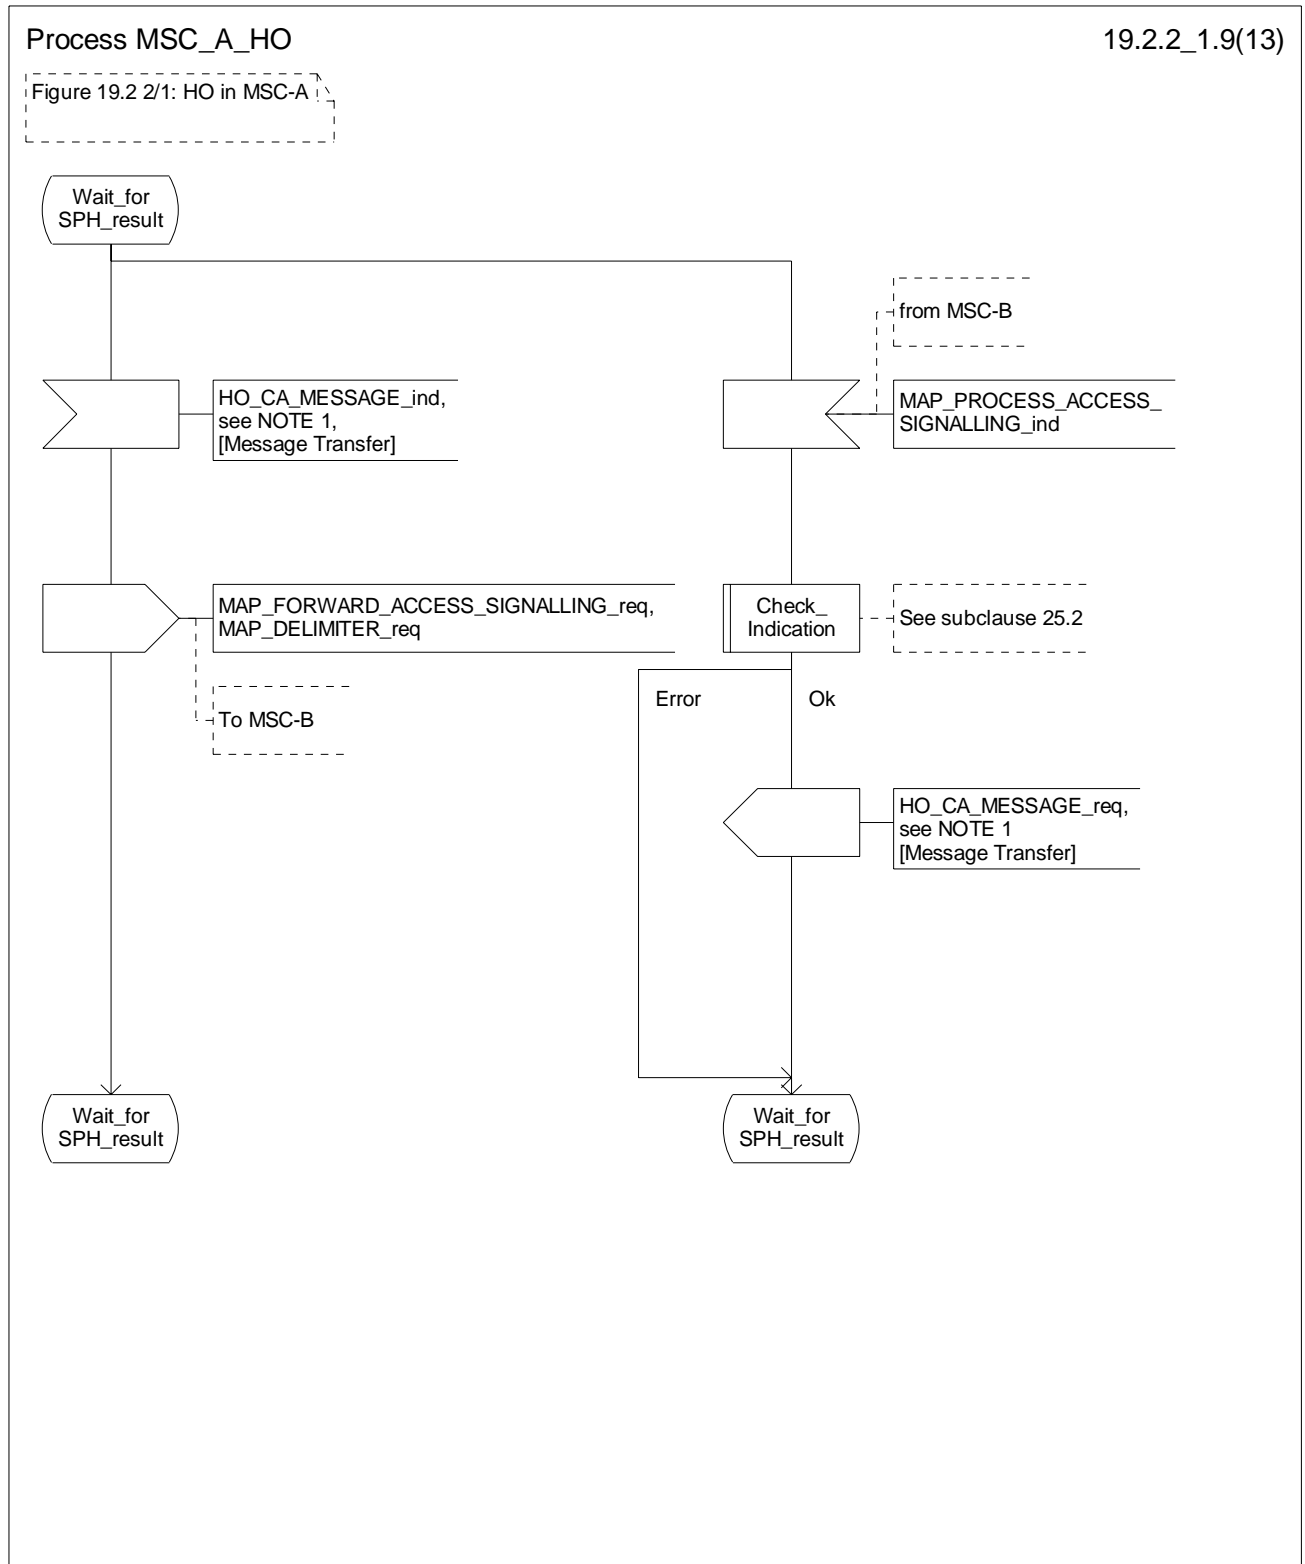 Process MSC_A_HO
19.2.2_1.9(13)
Figure 19.2 2/1: HO in MSC-A
Wait_for
SPH_result
from MSC-B
HO_CA_MESSAGE_ind,
see NOTE 1,
[Message Transfer]
MAP_PROCESS_ACCESS_
SIGNALLING_ind
MAP_FORWARD_ACCESS_SIGNALLING_req,
MAP_DELIMITER_req
Check_
Indication
See subclause 25.2
To MSC-B
Error
Ok
HO_CA_MESSAGE_req,
see NOTE 1
[Message Transfer]
Wait_for
SPH_result
Wait_for
SPH_result